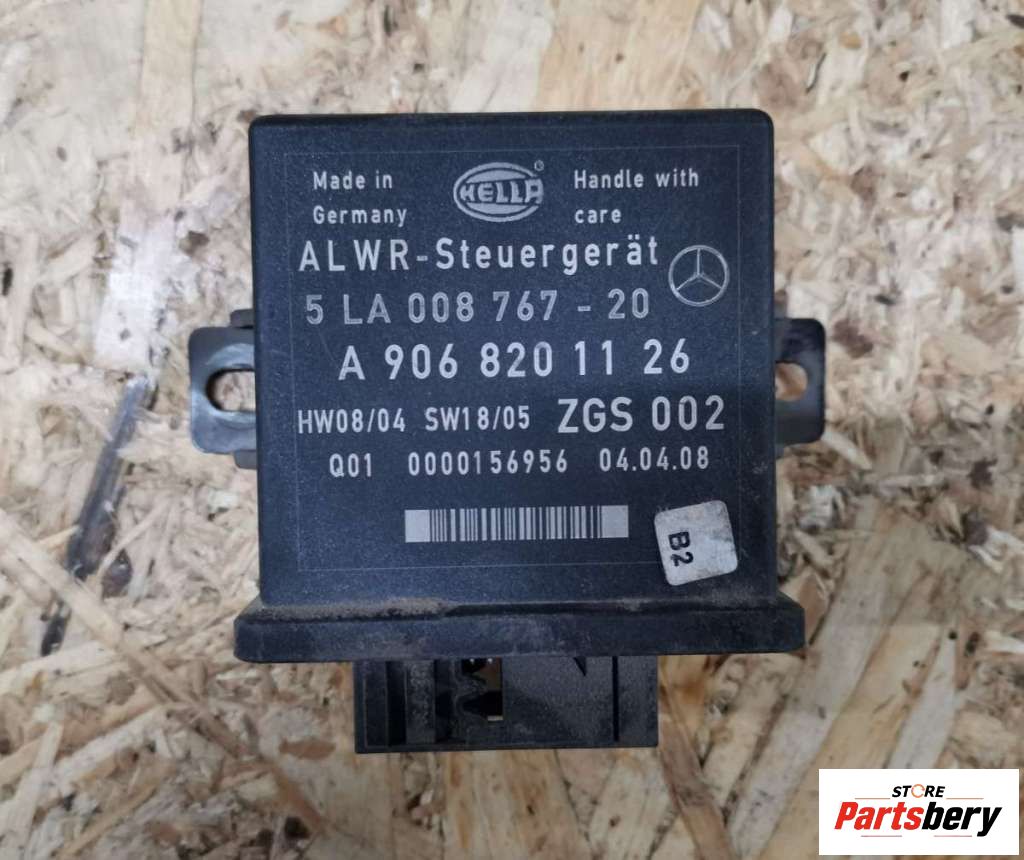 Made in
Germany
HELLA
®
Handle with
care
ALWR-Steuergerät
5 LA 008 767 - 20
A 906 820 11 26
HW08/04 SW18/05 ZGS 002
Q01 0000156956 04.04.08
B2
STORE
Partsbery